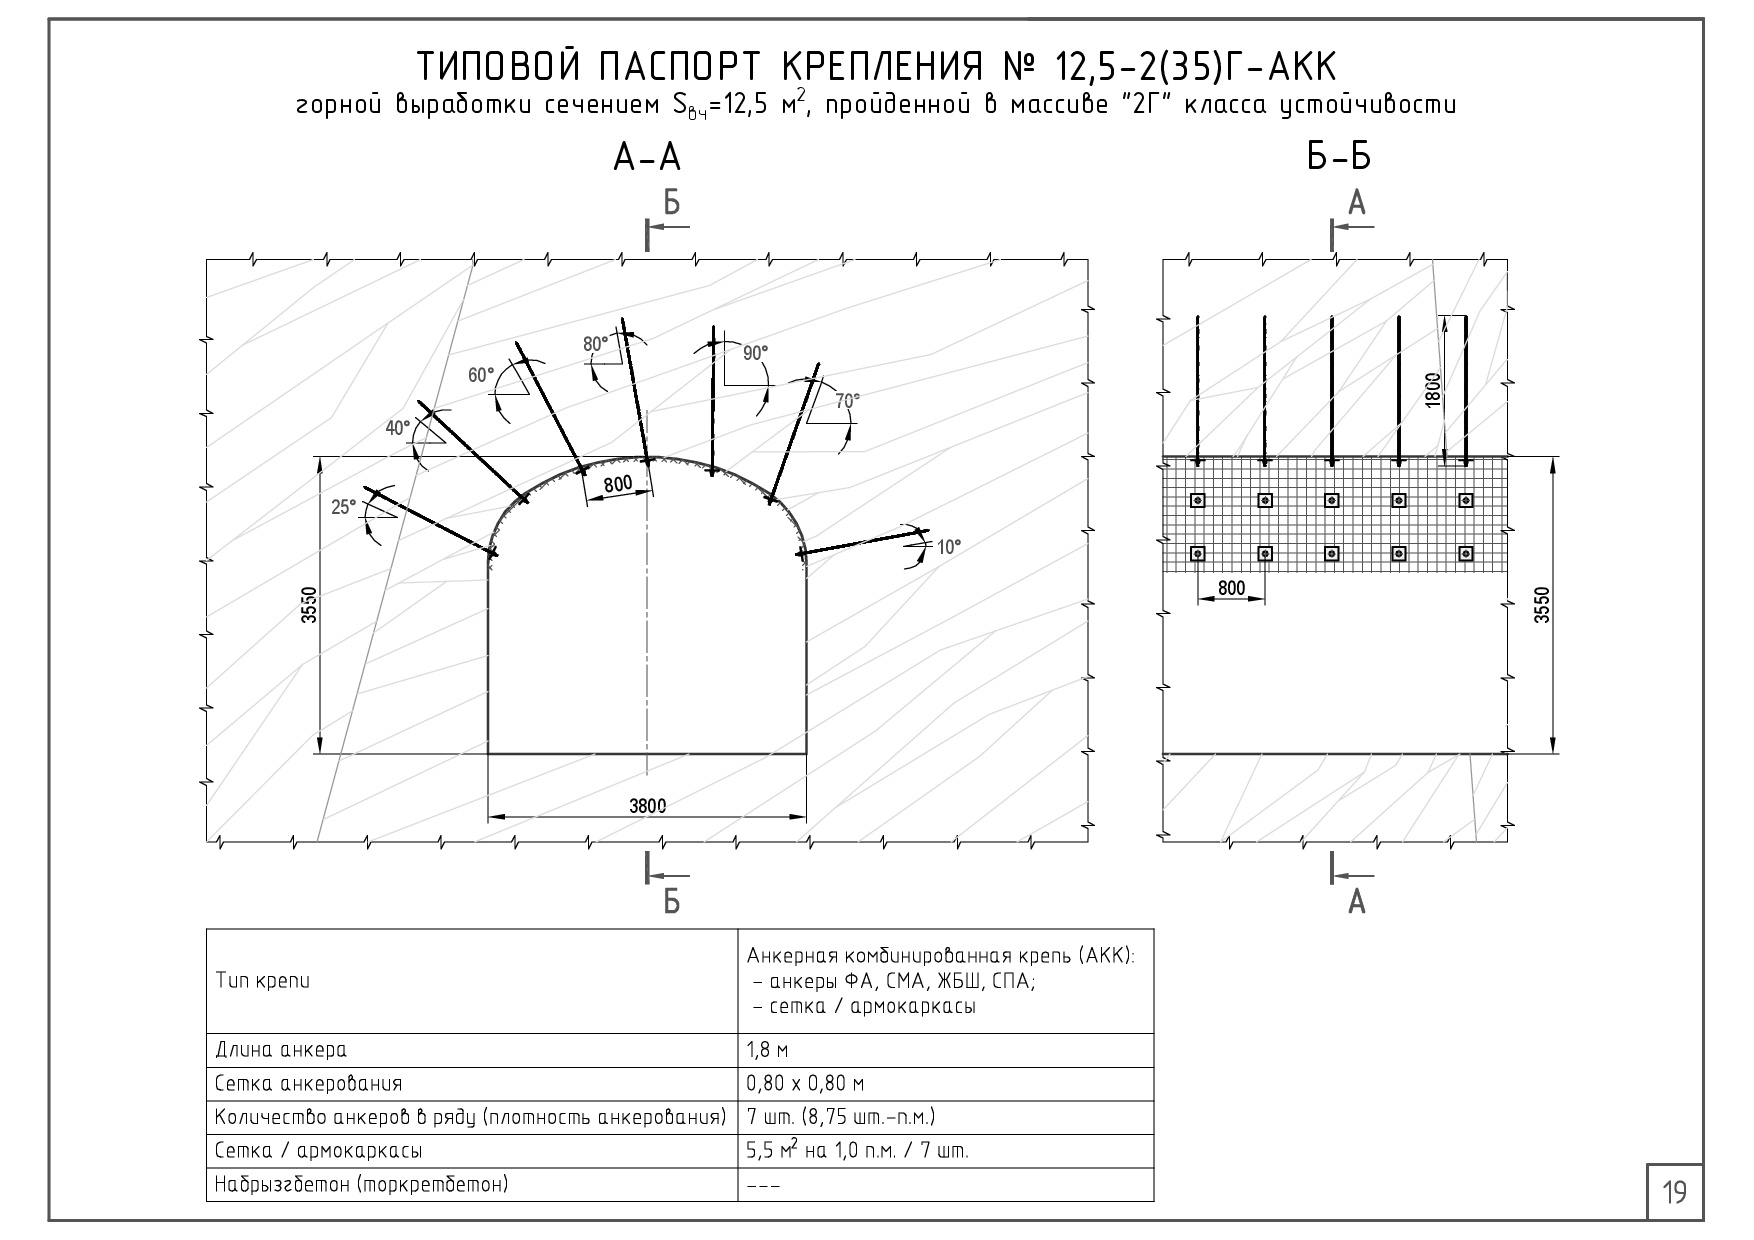 ТИПОВОЙ ПАСПОРТ КРЕПЛЕНИЯ № 12,5-2(35)Г-АКК
горной выработки сечением Sвч=12,5 м², пройденной в массиве "2Г" класса устойчивости
А-А
Б-Б
Б
А
80°
90°
60°
70°
40°
25°
10°
800
3550
3800
1800
800
3550
Б
А
Тип крепи
Анкерная комбинированная крепь (АКК):
- анкеры ФА, СМА, ЖБШ, СПА;
- сетка / армокаркасы
Длина анкера 1,8 м
Сетка анкерования 0,80 x 0,80 м
Количество анкеров в ряду (плотность анкерования) 7 шт. (8,75 шт.-п.м.)
Сетка / армокаркасы 5,5 м² на 1,0 п.м. / 7 шт.
Набрызгбетон (торкретбетон) ---
19